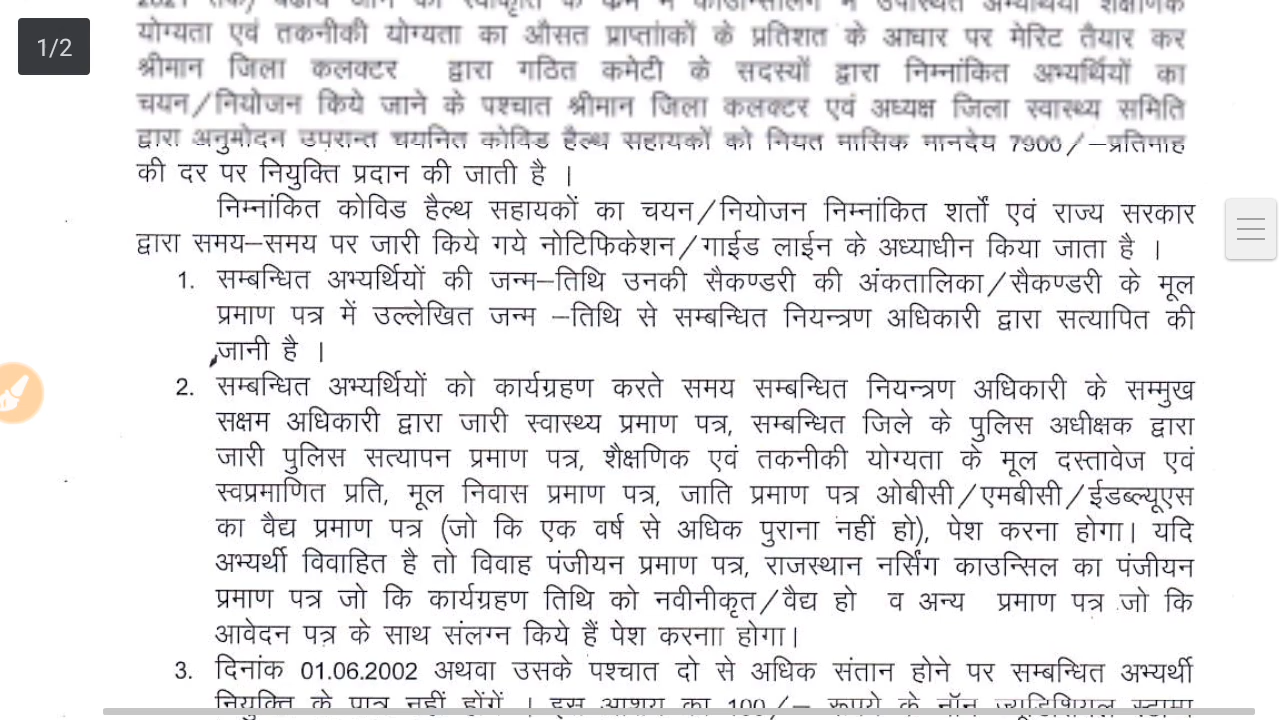 1/2
योग्यता एवं तकनीकी योग्यता का औसत प्राप्तांकों के प्रतिशत के आधार पर मेरिट तैयार कर
श्रीमान जिला कलक्टर द्वारा गठित कमेटी के सदस्यों द्वारा निम्नांकित अभ्यर्थियों का
चयन/नियोजन किये जाने के पश्चात श्रीमान जिला कलक्टर एवं अध्यक्ष जिला स्वास्थ्य समिति
द्वारा अनुमोदन उपरान्त चयनित कोविड हैल्थ सहायकों को नियत मासिक मानदेय 7900/–प्रतिमाह
की दर पर नियुक्ति प्रदान की जाती है ।
निम्नांकित कोविड हैल्थ सहायकों का चयन/नियोजन निम्नांकित शर्तों एवं राज्य सरकार
द्वारा समय–समय पर जारी किये गये नोटिफिकेशन/गाईड लाईन के अध्याधीन किया जाता है ।
1. सम्बन्धित अभ्यर्थियों की जन्म–तिथि उनकी सैकण्डरी की अंकतालिका/सैकण्डरी के मूल
प्रमाण पत्र में उल्लेखित जन्म –तिथि से सम्बन्धित नियन्त्रण अधिकारी द्वारा सत्यापित की
जानी है ।
2. सम्बन्धित अभ्यर्थियों को कार्यग्रहण करते समय सम्बन्धित नियन्त्रण अधिकारी के सम्मुख
सक्षम अधिकारी द्वारा जारी स्वास्थ्य प्रमाण पत्र, सम्बन्धित जिले के पुलिस अधीक्षक द्वारा
जारी पुलिस सत्यापन प्रमाण पत्र, शैक्षणिक एवं तकनीकी योग्यता के मूल दस्तावेज एवं
स्वप्रमाणित प्रति, मूल निवास प्रमाण पत्र, जाति प्रमाण पत्र ओबीसी/एमबीसी/ईडब्ल्यूएस
का वैद्य प्रमाण पत्र (जो कि एक वर्ष से अधिक पुराना नहीं हो), पेश करना होगा। यदि
अभ्यर्थी विवाहित है तो विवाह पंजीयन प्रमाण पत्र, राजस्थान नर्सिंग काउन्सिल का पंजीयन
प्रमाण पत्र जो कि कार्यग्रहण तिथि को नवीनीकृत/वैद्य हो व अन्य प्रमाण पत्र जो कि
आवेदन पत्र के साथ संलग्न किये हैं पेश करनाा होगा।
3. दिनांक 01.06.2002 अथवा उसके पश्चात दो से अधिक संतान होने पर सम्बन्धित अभ्यर्थी
नियुक्ति के पात्र नहीं होंगें । इस आशय का 100/– रूपये के नॉन